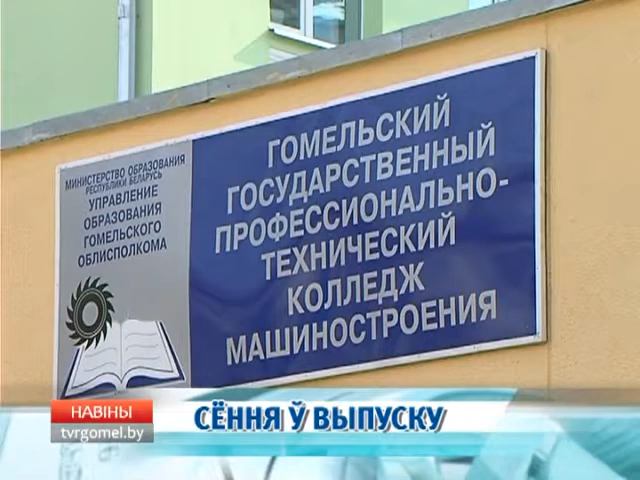 МИНИСТЕРСТВО ОБРАЗОВАНИЯ
РЕСПУБЛИКИ БЕЛАРУСЬ
УПРАВЛЕНИЕ
ОБРАЗОВАНИЯ
ГОМЕЛЬСКОГО
ОБЛИСПОЛКОМА
ГОМЕЛЬСКИЙ
ГОСУДАРСТВЕННЫЙ
ПРОФЕССИОНАЛЬНО-
ТЕХНИЧЕСКИЙ
КОЛЛЕДЖ
МАШИНОСТРОЕНИЯ
НАВІНЫ
tvrgomel.by
СЁННЯ Ў ВЫПУСКУ